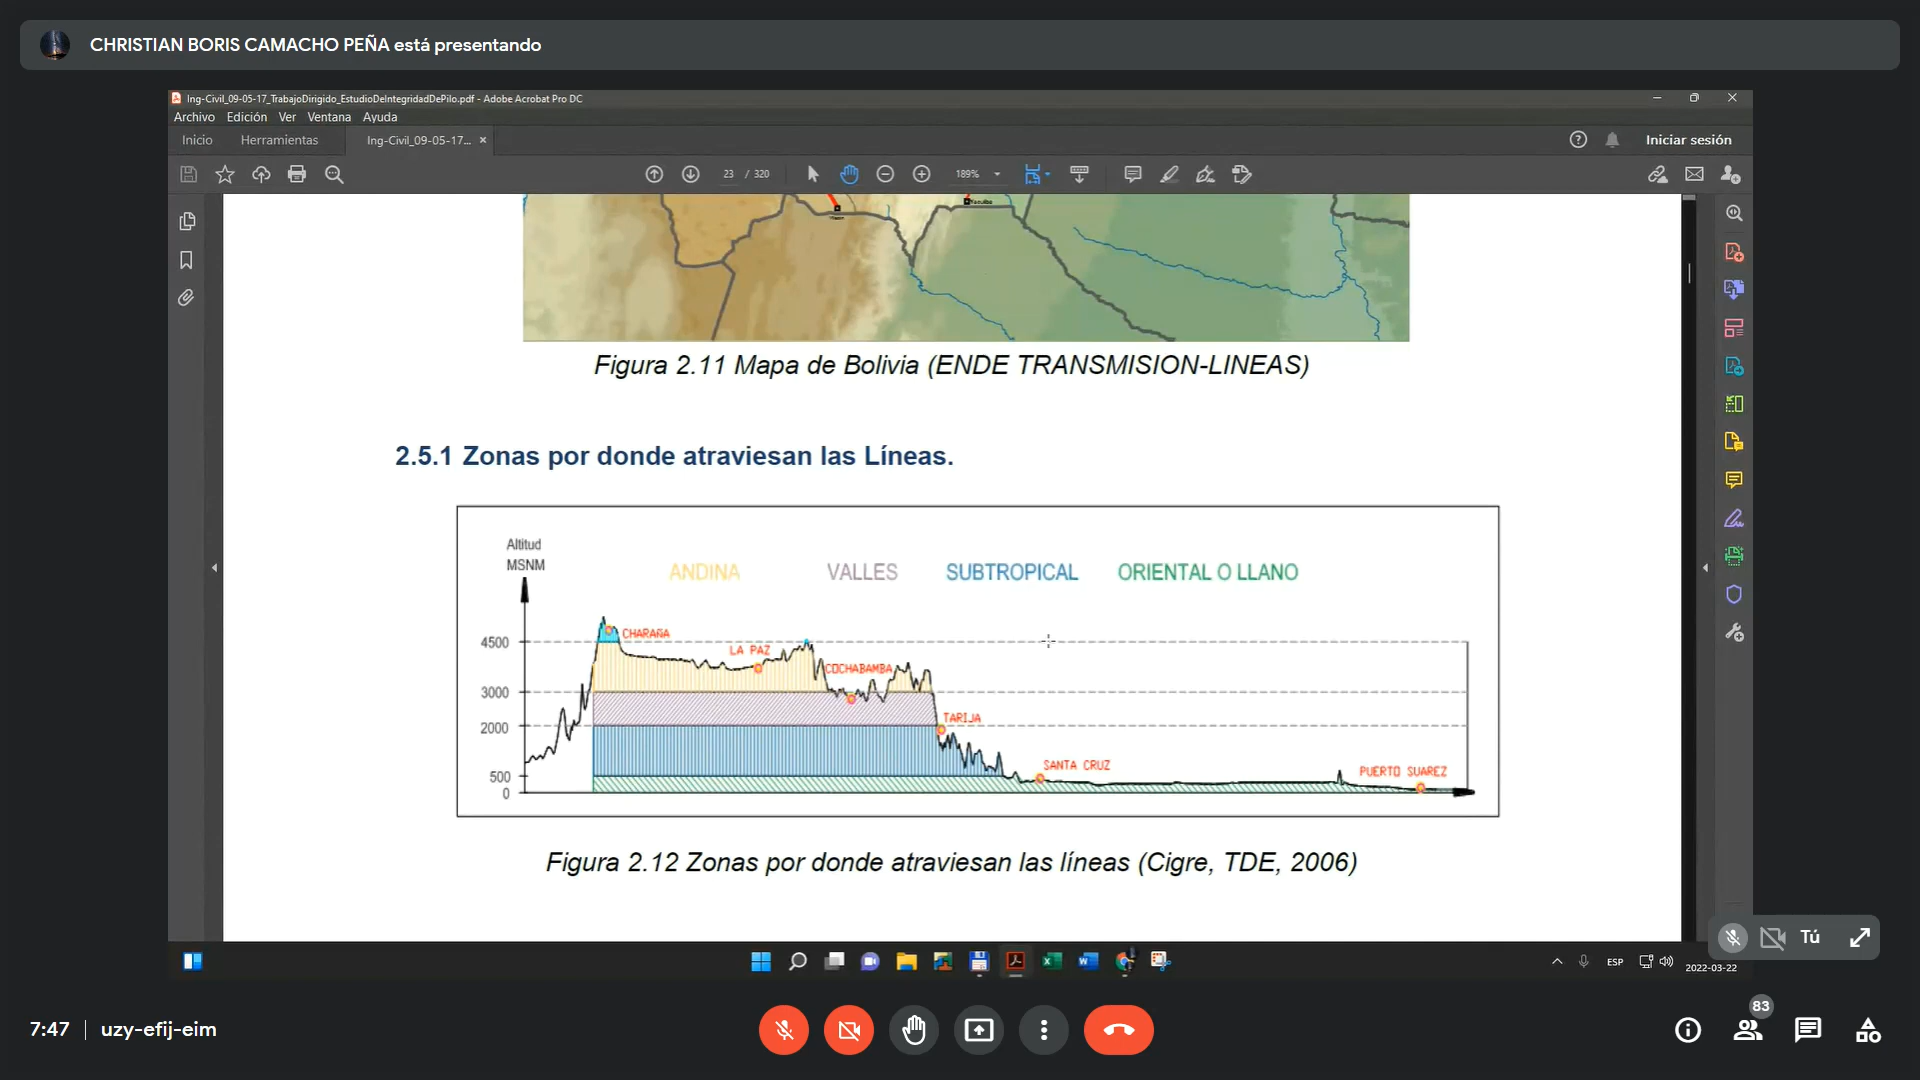 CHRISTIAN BORIS CAMACHO PEÑA está presentando
Ing-Civil_09-05-17_TrabajoDirigido_EstudioDeIntegridadDePilo.pdf - Adobe Acrobat Pro DC
Archivo Edición Ver Ventana Ayuda
Inicio Herramientas Ing-Civil_09-05-17... × Iniciar sesión
23 / 320 189%
Yacuiba
Figura 2.11 Mapa de Bolivia (ENDE TRANSMISION-LINEAS)
2.5.1 Zonas por donde atraviesan las Líneas.
Altitud
MSNM
ANDINA VALLES SUBTROPICAL ORIENTAL O LLANO
4500 CHARAÑA
LA PAZ
COCHABAMBA
3000
TARIJA
2000
SANTA CRUZ
PUERTO SUAREZ
500
0
Figura 2.12 Zonas por donde atraviesan las líneas (Cigre, TDE, 2006)
Tú
ESP
2022-03-22
83
7:47 | uzy-efij-eim